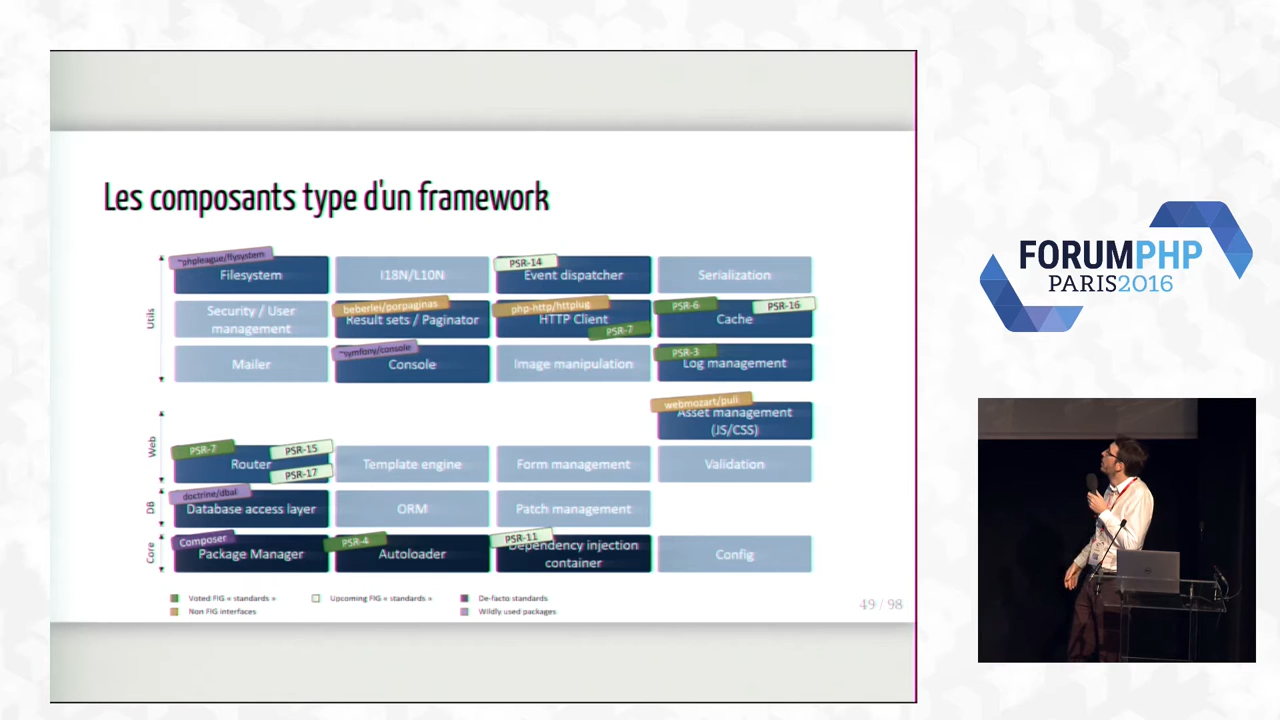 Les composants type d'un framework
Utils
~phpleague/flysystem
Filesystem
I18N/L10N
PSR-14
Event dispatcher
Serialization
Security / User
management
beberlei/porpaginas
Result sets / Paginator
php-http/httplug
HTTP Client
PSR-7
PSR-6
PSR-16
Cache
Mailer
~symfony/console
Console
Image manipulation
PSR-3
Log management
Web
webmozart/puli
Asset management
(JS/CSS)
PSR-7
PSR-15
Router
PSR-17
Template engine
Form management
Validation
DB
doctrine/dbal
Database access layer
ORM
Patch management
Core
Composer
Package Manager
PSR-4
Autoloader
PSR-11
Dependency injection
container
Config
Voted FIG « standards »
Upcoming FIG « standards »
De-facto standards
Non FIG interfaces
Wildly used packages
49 / 98
FORUMPHP
PARIS2016